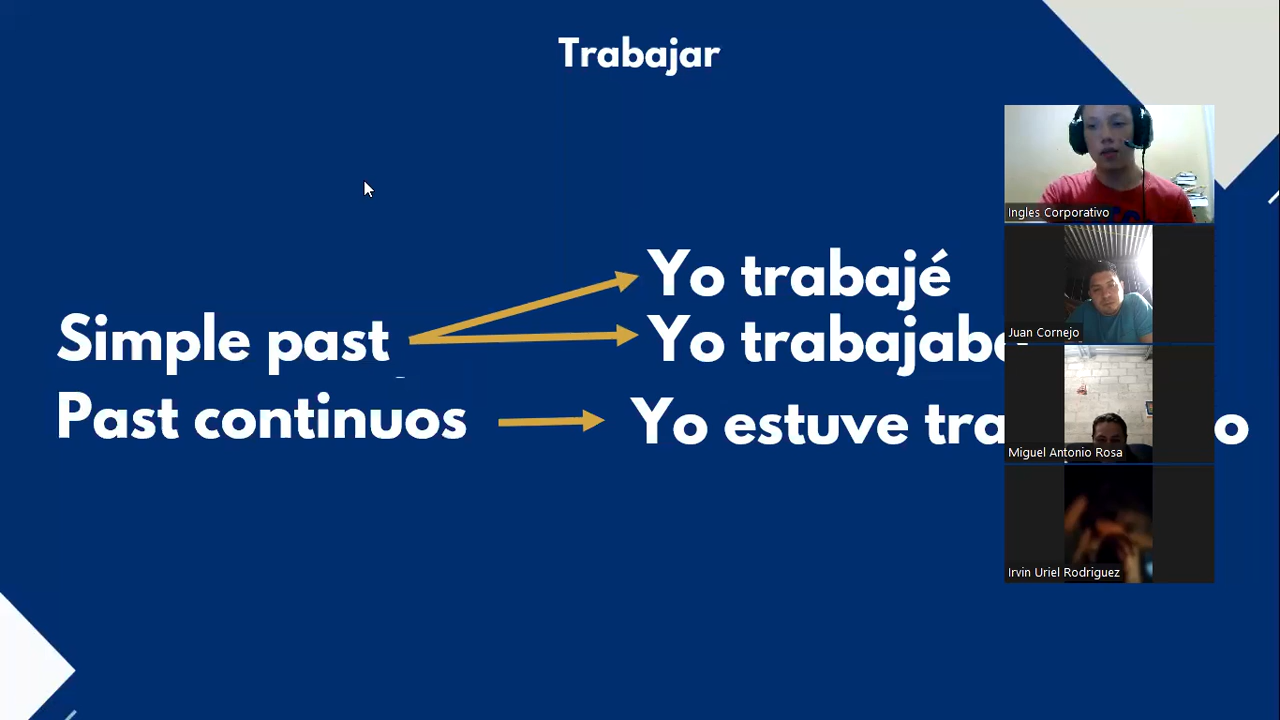 Trabajar
Yo trabajé
Simple past
Yo
Past continuos
Yo estuve
Ingles Corporativo
Juan Cornejo
Miguel Antonio Rosa
Irvin Uriel Rodriguez